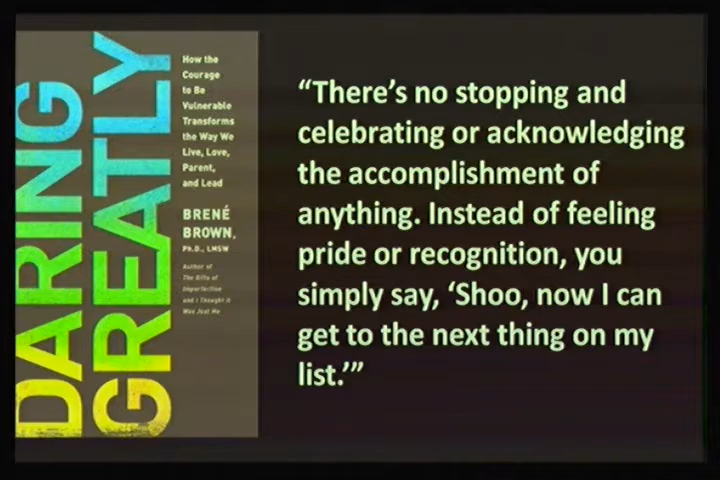 DARING
GREATLY
How the
Courage
to Be
Vulnerable
Transforms
the Way We
Live, Love,
Parent,
and Lead
BRENÉ
BROWN,
Ph.D., LMSW
Author of
The Gifts of
Imperfection
and I Thought It
Was Just Me
“There’s no stopping and
celebrating or acknowledging
the accomplishment of
anything. Instead of feeling
pride or recognition, you
simply say, ‘Shoo, now I can
get to the next thing on my
list.’”